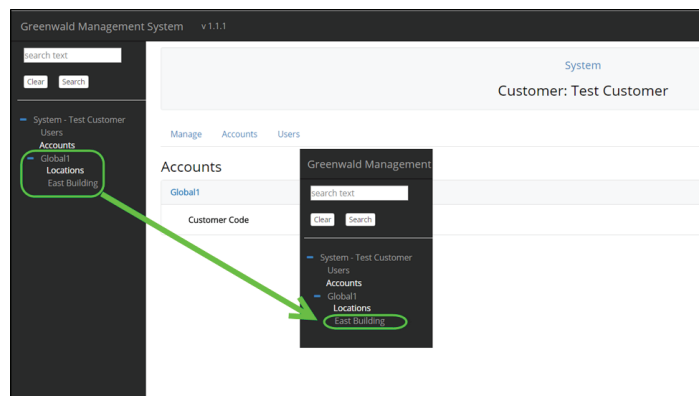 Greenwald Management System v 1.1.1
search text
Clear Search
System - Test Customer
Users
Accounts
Global1
Locations
East Building
System
Customer: Test Customer
Manage Accounts Users
Accounts
Global1
Customer Code
Greenwald Management
search text
Clear Search
System - Test Customer
Users
Accounts
Global1
Locations
East Building